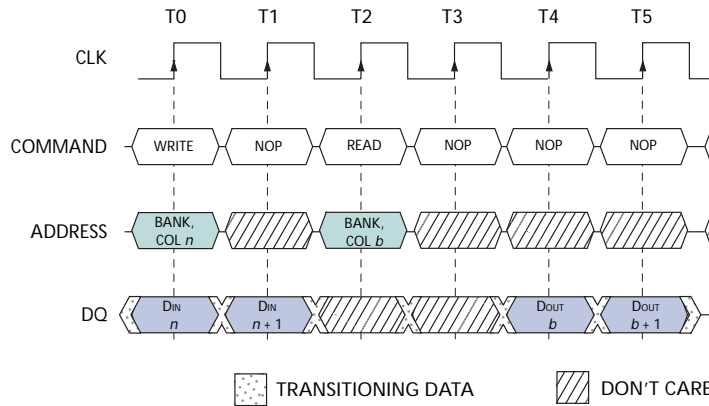 T0 T1 T2 T3 T4 T5
CLK
COMMAND WRITE NOP READ NOP NOP NOP
ADDRESS BANK, COL n BANK, COL b
DQ DIN n DIN n + 1 DOUT b DOUT b + 1
TRANSITIONING DATA DON'T CARE